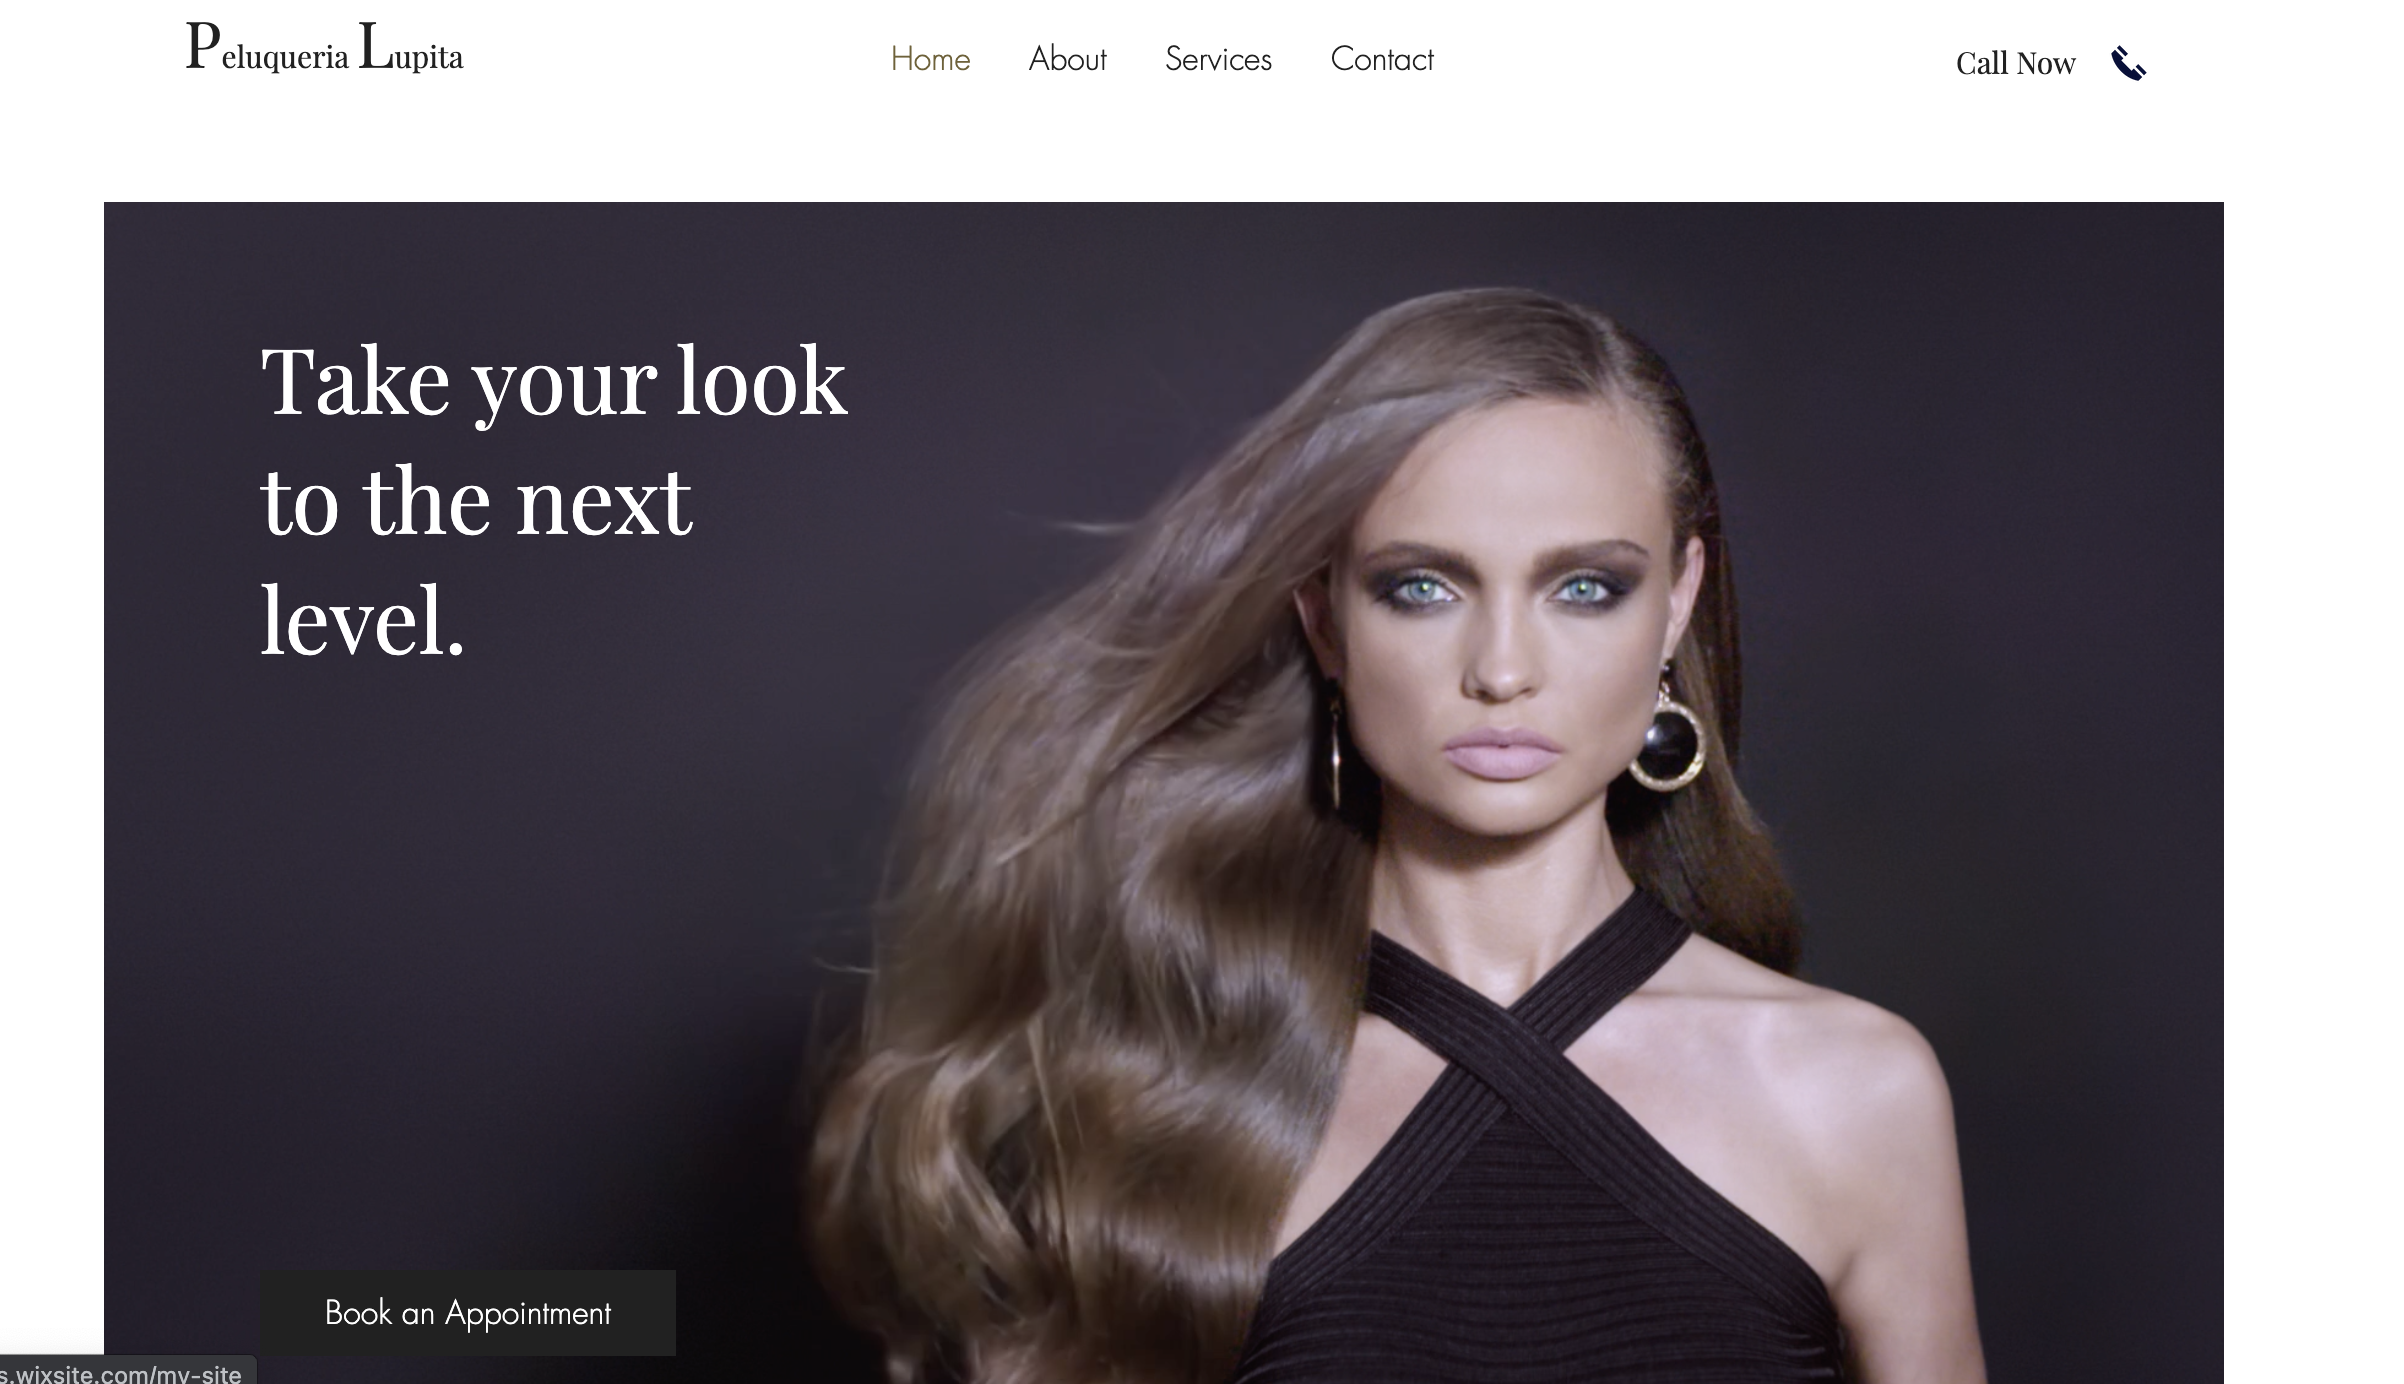 Peluqueria Lupita
Home About Services Contact
Call Now
Take your look
to the next
level.
Book an Appointment
s.wixsite.com/my-site